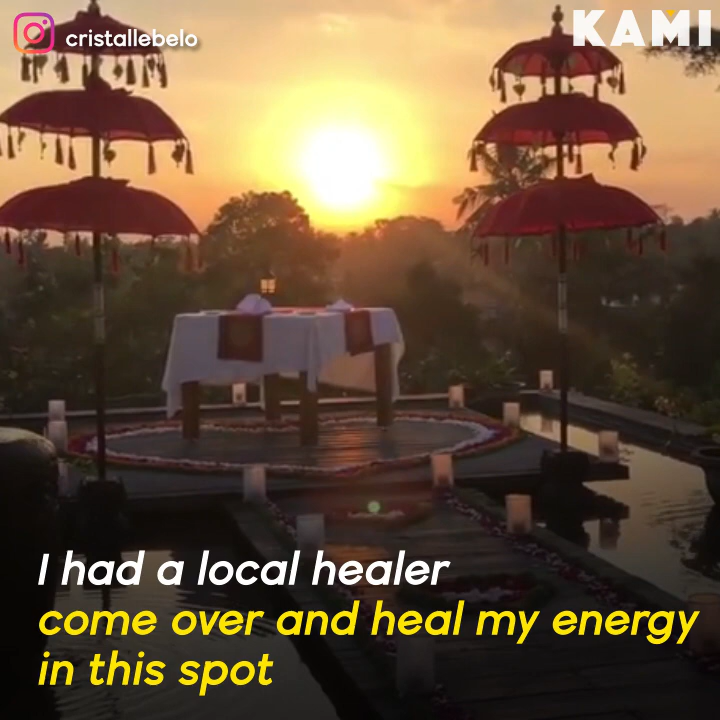 cristallebelo
KAMI
I had a local healer
come over and heal my energy
in this spot